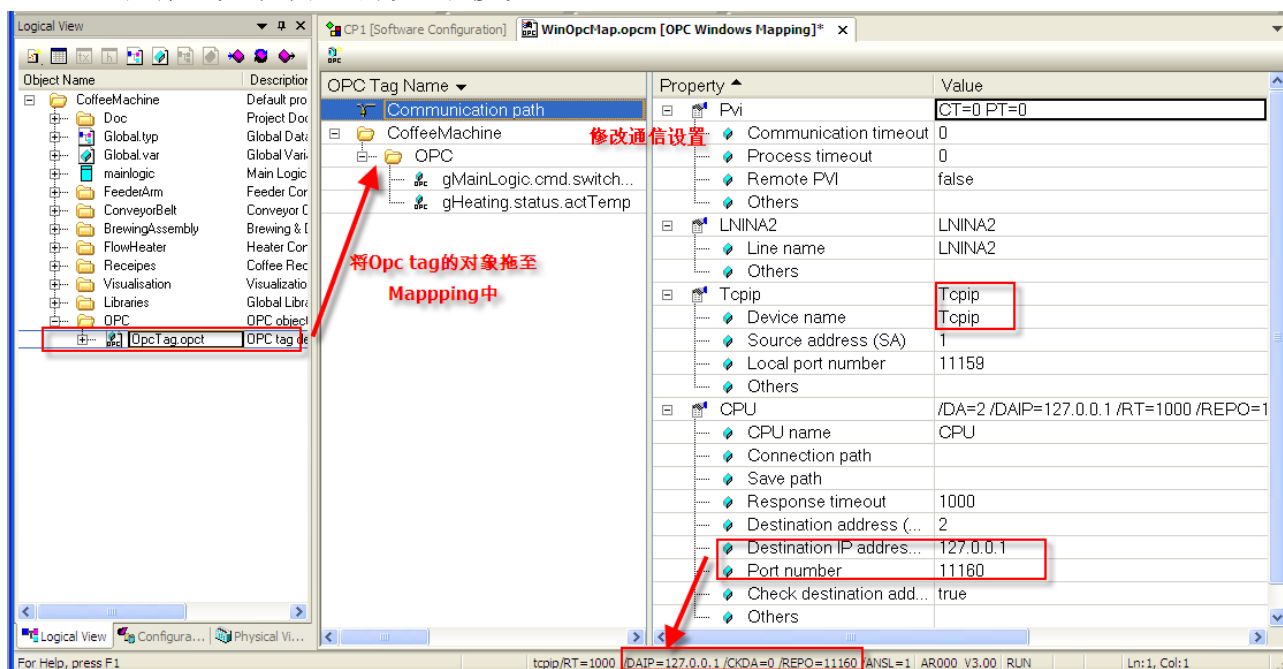 Logical View
CP1 [Software Configuration]
WinOpcMap.opcm [OPC Windows Mapping]* x
Object Name
Description
CoffeeMachine Default pro
Doc Project Doc
Global.typ Global Data
Global.var Global Vari
mainlogic Main Logic
FeederArm Feeder Cor
ConveyorBelt Conveyor C
BrewingAssembly Brewing & D
FlowHeater Heater Cor
Receipes Coffee Rec
Visualisation Visualizatio
Libraries Global Libra
OPC OPC object
OpcTag.opct OPC tag de
Logical View
Configura...
Physical Vi...
OPC
OPC Tag Name
Communication path
CoffeeMachine
OPC
gMainLogic.cmd.switch...
gHeating.status.actTemp
修改通信设置
将Opc tag的对象拖至
Mappping中
Property Value
Pvi CT=0 PT=0
Communication timeout 0
Process timeout 0
Remote PVI false
Others
LNINA2 LNINA2
Line name LNINA2
Others
Tcpip Tcpip
Device name Tcpip
Source address (SA) 1
Local port number 11159
Others
CPU /DA=2 /DAIP=127.0.0.1 /RT=1000 /REPO=1
CPU name CPU
Connection path
Save path
Response timeout 1000
Destination address (... 2
Destination IP addres... 127.0.0.1
Port number 11160
Check destination add... true
Others
For Help, press F1
tcpip/RT=1000 /DAIP=127.0.0.1 /CKDA=0 /REPO=11160 /ANSL=1 AR000 V3.00 RUN
Ln:1, Col:1